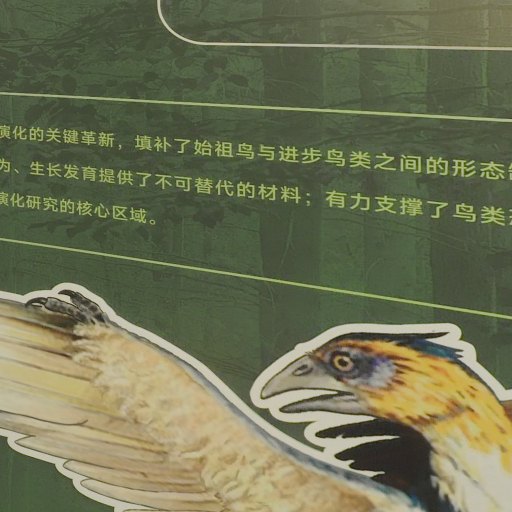 演化的关键革新，填补了始祖鸟与进步鸟类之间的形态
为、生长发育提供了不可替代的材料；有力支撑了鸟类
演化研究的核心区域。